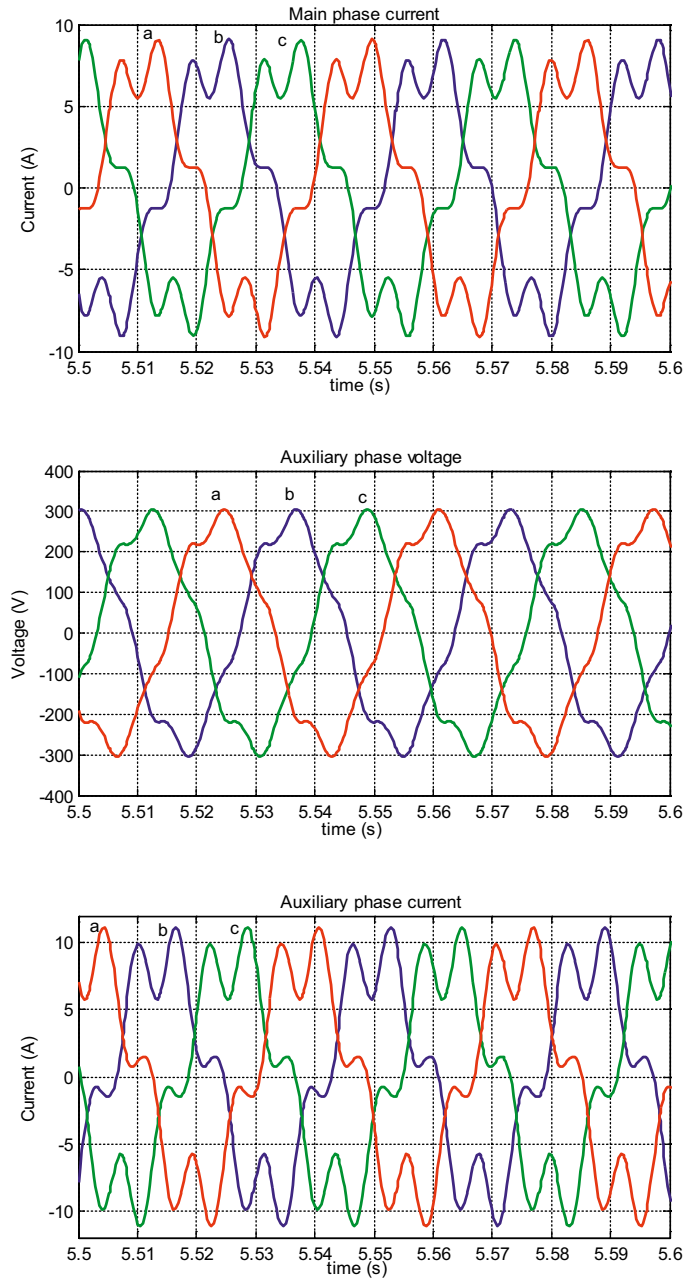 Main phase current
a
b
c
10
5
0
-5
-10
Current (A)
5.5 5.51 5.52 5.53 5.54 5.55 5.56 5.57 5.58 5.59 5.6
time (s)
Auxiliary phase voltage
a
b
c
400
300
200
100
0
-100
-200
-300
-400
Voltage (V)
5.5 5.51 5.52 5.53 5.54 5.55 5.56 5.57 5.58 5.59 5.6
time (s)
Auxiliary phase current
a
b
c
10
5
0
-5
-10
Current (A)
5.5 5.51 5.52 5.53 5.54 5.55 5.56 5.57 5.58 5.59 5.6
time (s)